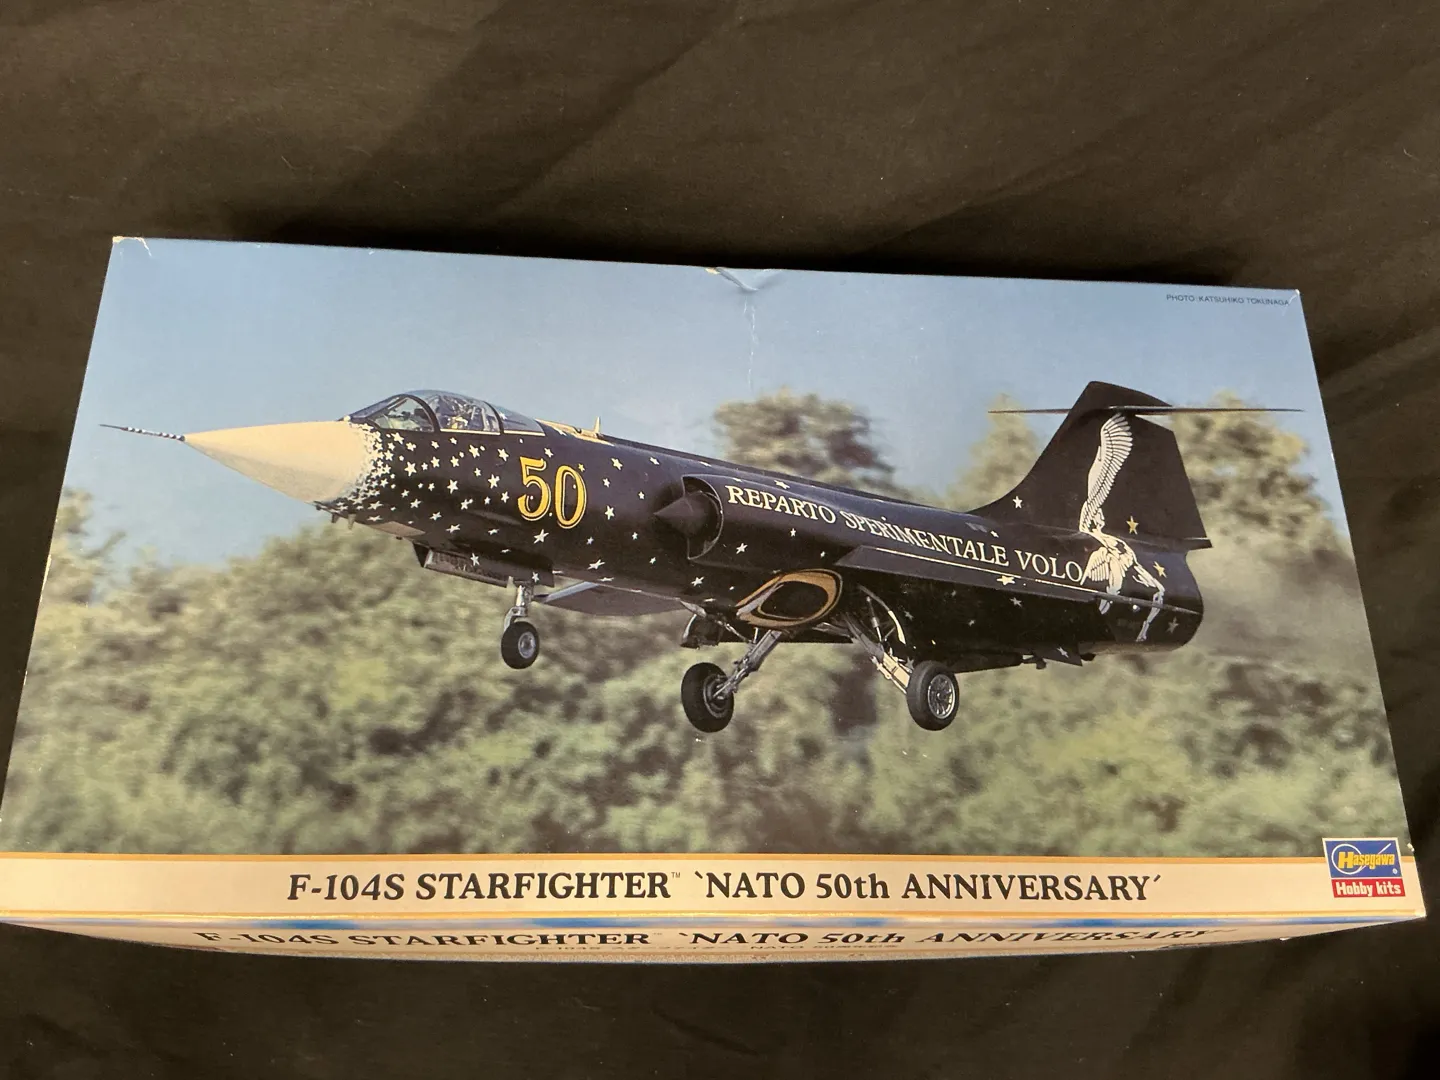 PHOTO: KATSUHIKO TOKUNAGA
50
REPARTO SPERIMENTALE VOLO
F-104S STARFIGHTER™ 'NATO 50th ANNIVERSARY'
Hasegawa
Hobby kits
F-104S STARFIGHTER™ 'NATO 50th ANNIVERSARY'